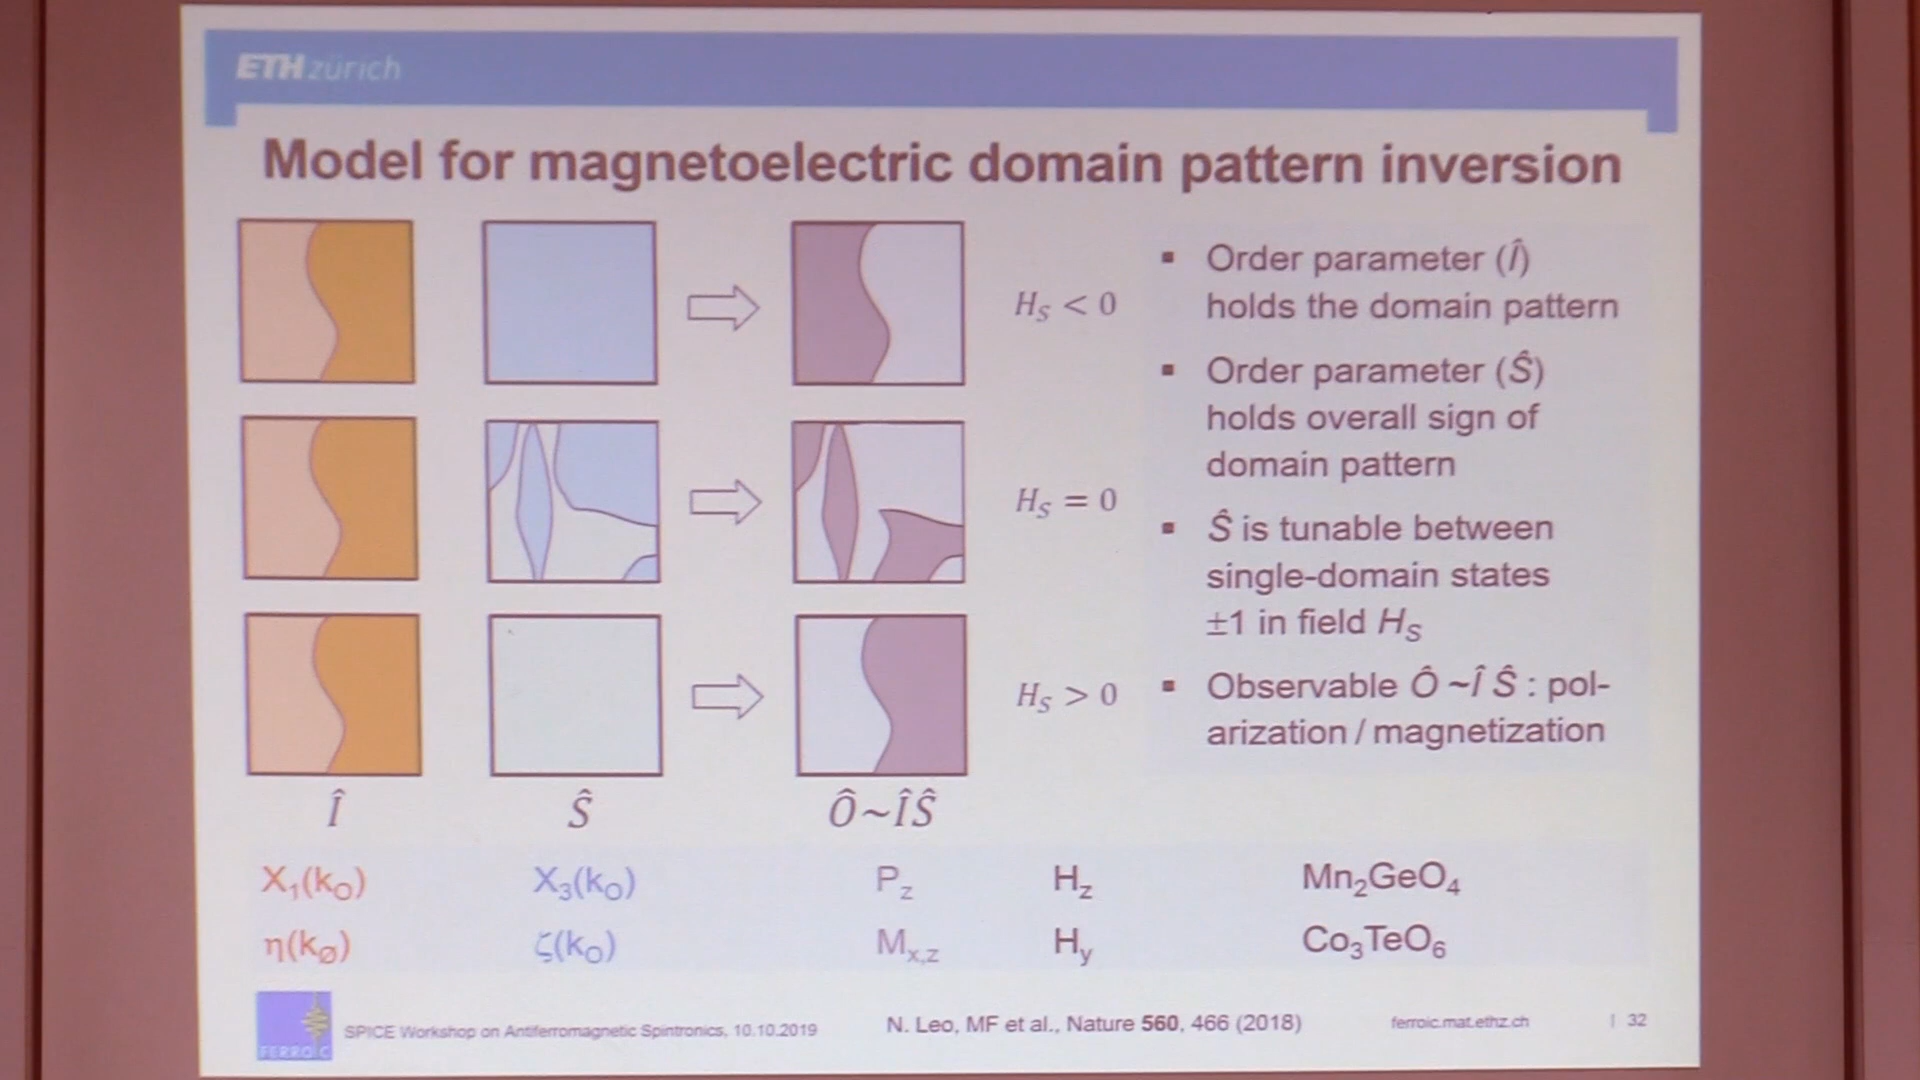 ETH zürich
Model for magnetoelectric domain pattern inversion
H_S < 0
H_S = 0
H_S > 0
▪ Order parameter (Î)
holds the domain pattern
▪ Order parameter (Ŝ)
holds overall sign of
domain pattern
▪ Ŝ is tunable between
single-domain states
±1 in field H_S
▪ Observable Ô ~Î Ŝ : pol-
arization / magnetization
Î Ŝ Ô~ÎŜ
X₁(k_O) X₃(k_O) P_z H_z Mn₂GeO₄
η(k_Ø) ζ(k_O) M_x,z H_y Co₃TeO₆
FERROIC
SPICE Workshop on Antiferromagnetic Spintronics, 10.10.2019
N. Leo, MF et al., Nature 560, 466 (2018)
ferroic.mat.ethz.ch
| 32